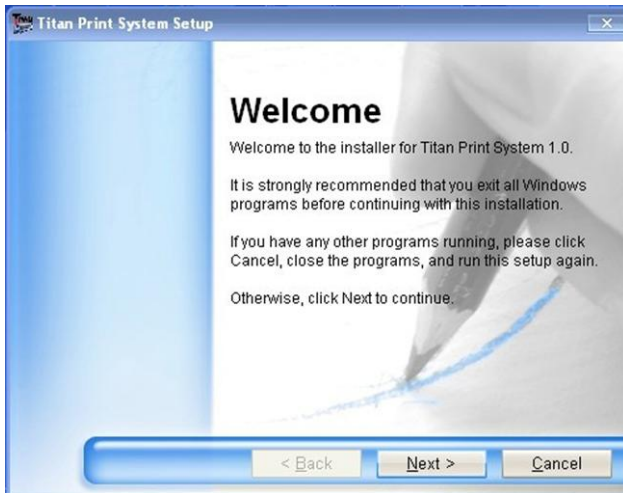 Titan Print System Setup
Welcome
Welcome to the installer for Titan Print System 1.0.
It is strongly recommended that you exit all Windows
programs before continuing with this installation.
If you have any other programs running, please click
Cancel, close the programs, and run this setup again.
Otherwise, click Next to continue.
< Back Next > Cancel